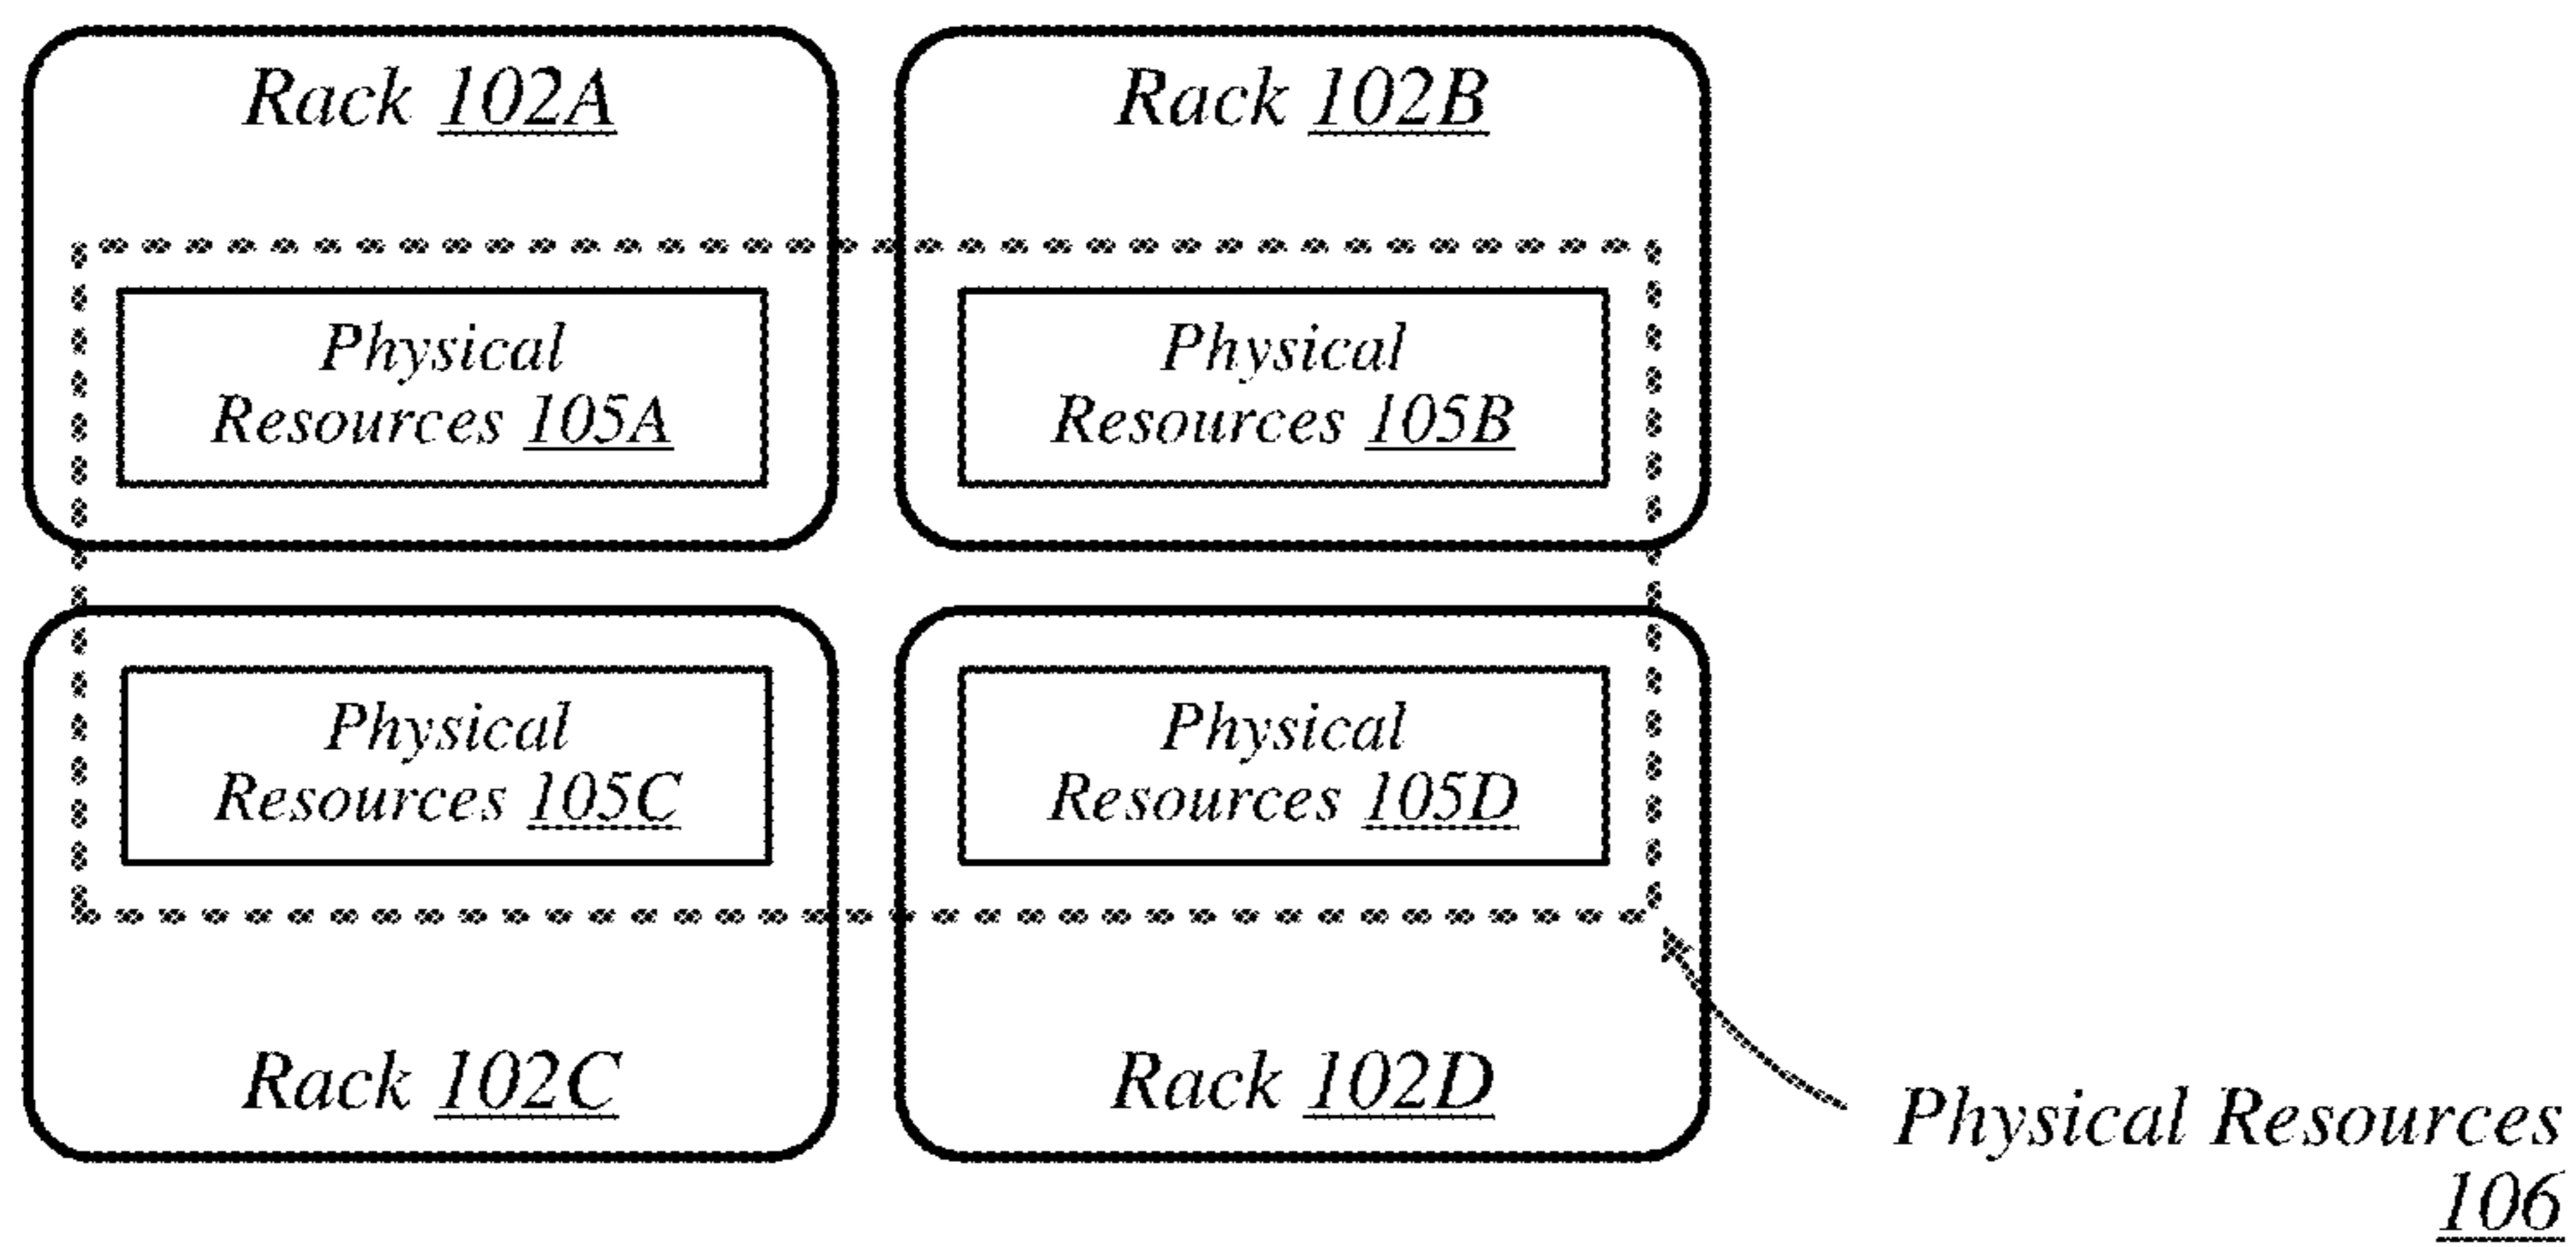 Rack 102A
Rack 102B
Physical
Resources 105A
Physical
Resources 105B
Physical
Resources 105C
Physical
Resources 105D
Rack 102C
Rack 102D
Physical Resources
106